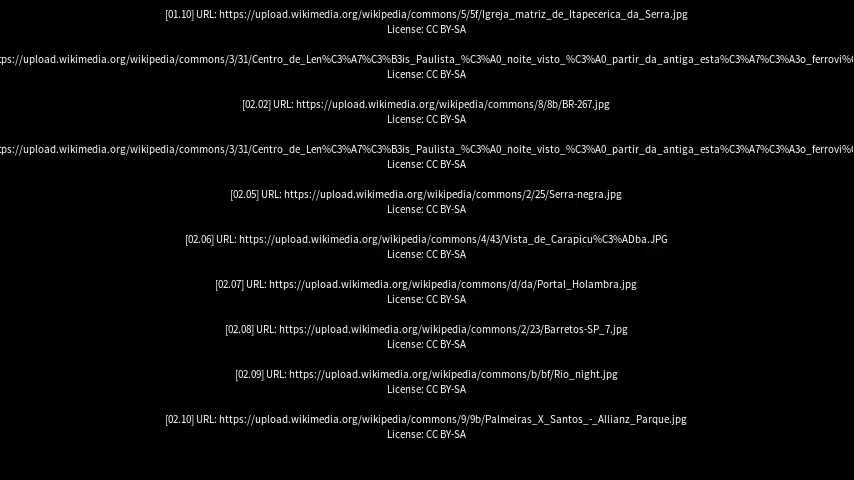 [01.10] URL: https://upload.wikimedia.org/wikipedia/commons/5/5f/Igreja_matriz_de_Itapecerica_da_Serra.jpg
License: CC BY-SA
ps://upload.wikimedia.org/wikipedia/commons/3/31/Centro_de_Len%C3%A7%C3%B3is_Paulista_%C3%A0_noite_visto_%C3%A0_partir_da_antiga_esta%C3%A7%C3%A3o_ferrovi%
License: CC BY-SA
[02.02] URL: https://upload.wikimedia.org/wikipedia/commons/8/8b/BR-267.jpg
License: CC BY-SA
ps://upload.wikimedia.org/wikipedia/commons/3/31/Centro_de_Len%C3%A7%C3%B3is_Paulista_%C3%A0_noite_visto_%C3%A0_partir_da_antiga_esta%C3%A7%C3%A3o_ferrovi%
License: CC BY-SA
[02.05] URL: https://upload.wikimedia.org/wikipedia/commons/2/25/Serra-negra.jpg
License: CC BY-SA
[02.06] URL: https://upload.wikimedia.org/wikipedia/commons/4/43/Vista_de_Carapicu%C3%ADba.JPG
License: CC BY-SA
[02.07] URL: https://upload.wikimedia.org/wikipedia/commons/d/da/Portal_Holambra.jpg
License: CC BY-SA
[02.08] URL: https://upload.wikimedia.org/wikipedia/commons/2/23/Barretos-SP_7.jpg
License: CC BY-SA
[02.09] URL: https://upload.wikimedia.org/wikipedia/commons/b/bf/Rio_night.jpg
License: CC BY-SA
[02.10] URL: https://upload.wikimedia.org/wikipedia/commons/9/9b/Palmeiras_X_Santos_-_Allianz_Parque.jpg
License: CC BY-SA